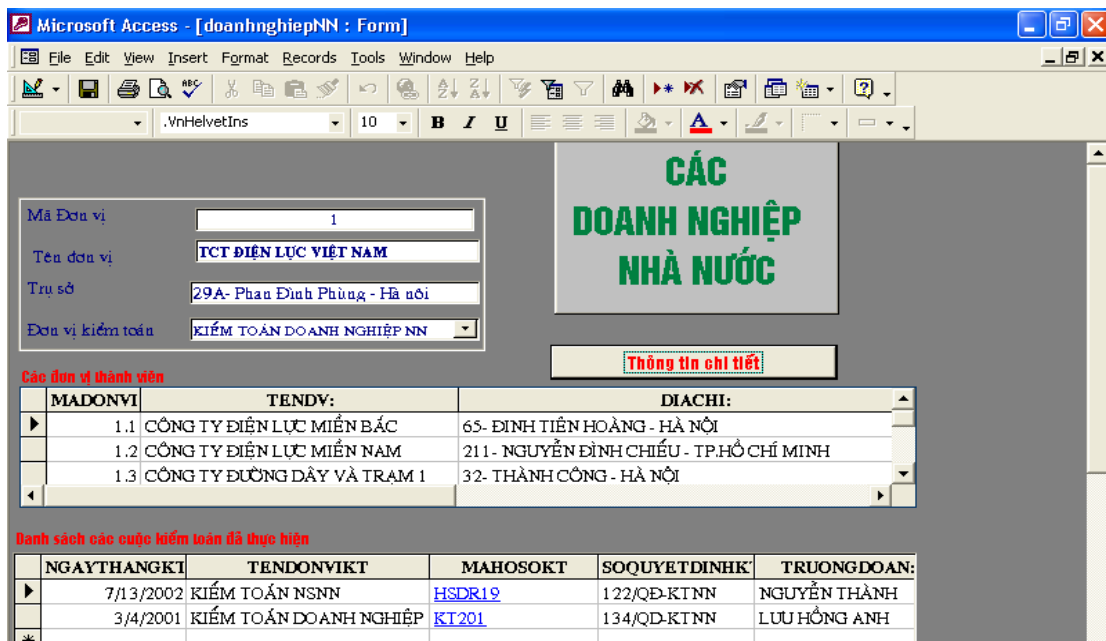 Microsoft Access - [doanhnghiepNN : Form]
File Edit View Insert Format Records Tools Window Help
.VnHelvetIns 10 B I U A
CÁC
DOANH NGHIỆP
NHÀ NƯỚC
Mã Đơn vị 1
Tên đơn vị TCT ĐIỆN LỰC VIỆT NAM
Trụ sở 29A- Phan Đình Phùng - Hà nôi
Đơn vị kiểm toán KIỂM TOÁN DOANH NGHIỆP NN
Thông tin chi tiết
Các đơn vị thành viên
MADONVI TENDV: DIACHI:
1.1 CÔNG TY ĐIỆN LỰC MIỀN BẮC 65- ĐINH TIÊN HOÀNG - HÀ NỘI
1.2 CÔNG TY ĐIỆN LỰC MIỀN NAM 211- NGUYỄN ĐÌNH CHIỂU - TP.HỒ CHÍ MINH
1.3 CÔNG TY ĐƯỜNG DÂY VÀ TRẠM 1 32- THÀNH CÔNG - HÀ NỘI
Danh sách các cuộc kiểm toán đã thực hiện
NGAYTHANGKT TENDONVIKT MAHOSOKT SOQUYETDINHK TRUONGDOAN:
7/13/2002 KIỂM TOÁN NSNN HSDR19 122/QĐ-KTNN NGUYỄN THÀNH
3/4/2001 KIỂM TOÁN DOANH NGHIỆP KT201 134/QD-KTNN LƯU HỒNG ANH